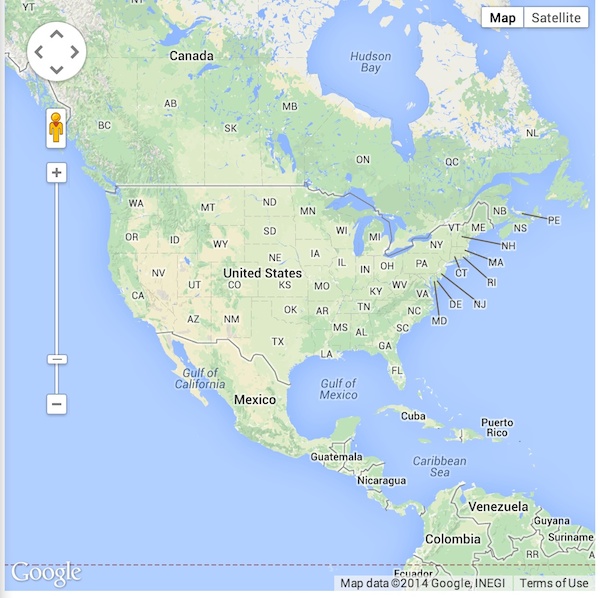 YT
Map
Satellite
Canada
Hudson
Bay
AB
MB
BC
SK
NL
ON
QC
WA
MT
ND
MN
NB
PE
OR
ID
WY
SD
WI
MI
VT
ME
NS
NY
NH
NE
IA
IL
IN
OH
PA
MA
NV
UT
United States
CO
KS
MO
KY
WV
CT
RI
CA
VA
DE
NJ
AZ
NM
OK
AR
TN
NC
MD
MS
AL
SC
TX
LA
GA
FL
Gulf of
California
Gulf of
Mexico
Mexico
Cuba
Puerto
Rico
Guatemala
Caribbean
Sea
Nicaragua
Venezuela
Guyana
Colombia
Suriname
RR
A
Ecuador
Google
Map data ©2014 Google, INEGI
Terms of Use